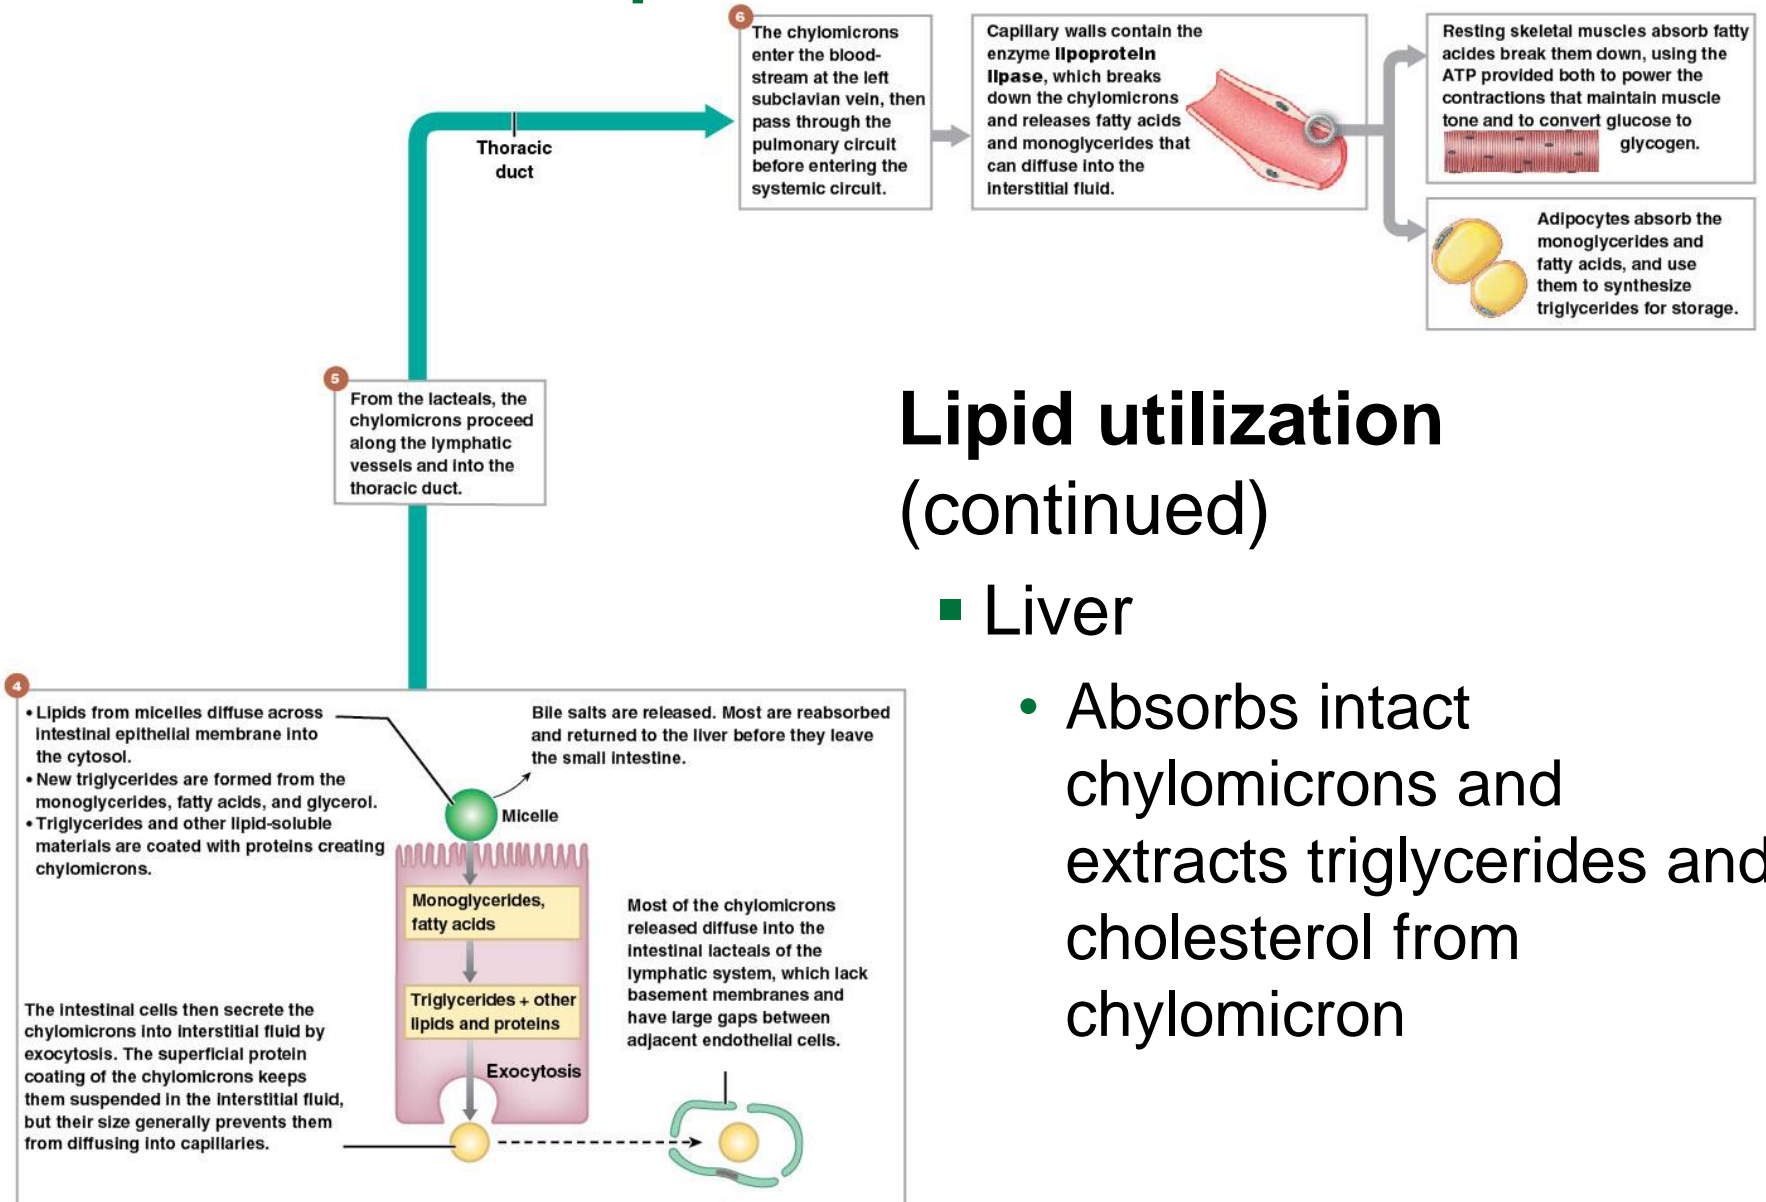 6
The chylomicrons
enter the blood-
stream at the left
subclavian vein, then
pass through the
pulmonary circuit
before entering the
systemic circuit.
Capillary walls contain the
enzyme lipoprotein
lipase, which breaks
down the chylomicrons
and releases fatty acids
and monoglycerides that
can diffuse into the
interstitial fluid.
Resting skeletal muscles absorb fatty
acides break them down, using the
ATP provided both to power the
contractions that maintain muscle
tone and to convert glucose to
glycogen.
Adipocytes absorb the
monoglycerides and
fatty acids, and use
them to synthesize
triglycerides for storage.
Thoracic
duct
5
From the lacteals, the
chylomicrons proceed
along the lymphatic
vessels and into the
thoracic duct.
Lipid utilization
(continued)
Liver
• Absorbs intact
chylomicrons and
extracts triglycerides and
cholesterol from
chylomicron
4
• Lipids from micelles diffuse across
intestinal epithelial membrane into
the cytosol.
• New triglycerides are formed from the
monoglycerides, fatty acids, and glycerol.
• Triglycerides and other lipid-soluble
materials are coated with proteins creating
chylomicrons.
Bile salts are released. Most are reabsorbed
and returned to the liver before they leave
the small intestine.
Micelle
Monoglycerides,
fatty acids
Triglycerides + other
lipids and proteins
Exocytosis
Most of the chylomicrons
released diffuse into the
intestinal lacteals of the
lymphatic system, which lack
basement membranes and
have large gaps between
adjacent endothelial cells.
The intestinal cells then secrete the
chylomicrons into interstitial fluid by
exocytosis. The superficial protein
coating of the chylomicrons keeps
them suspended in the interstitial fluid,
but their size generally prevents them
from diffusing into capillaries.